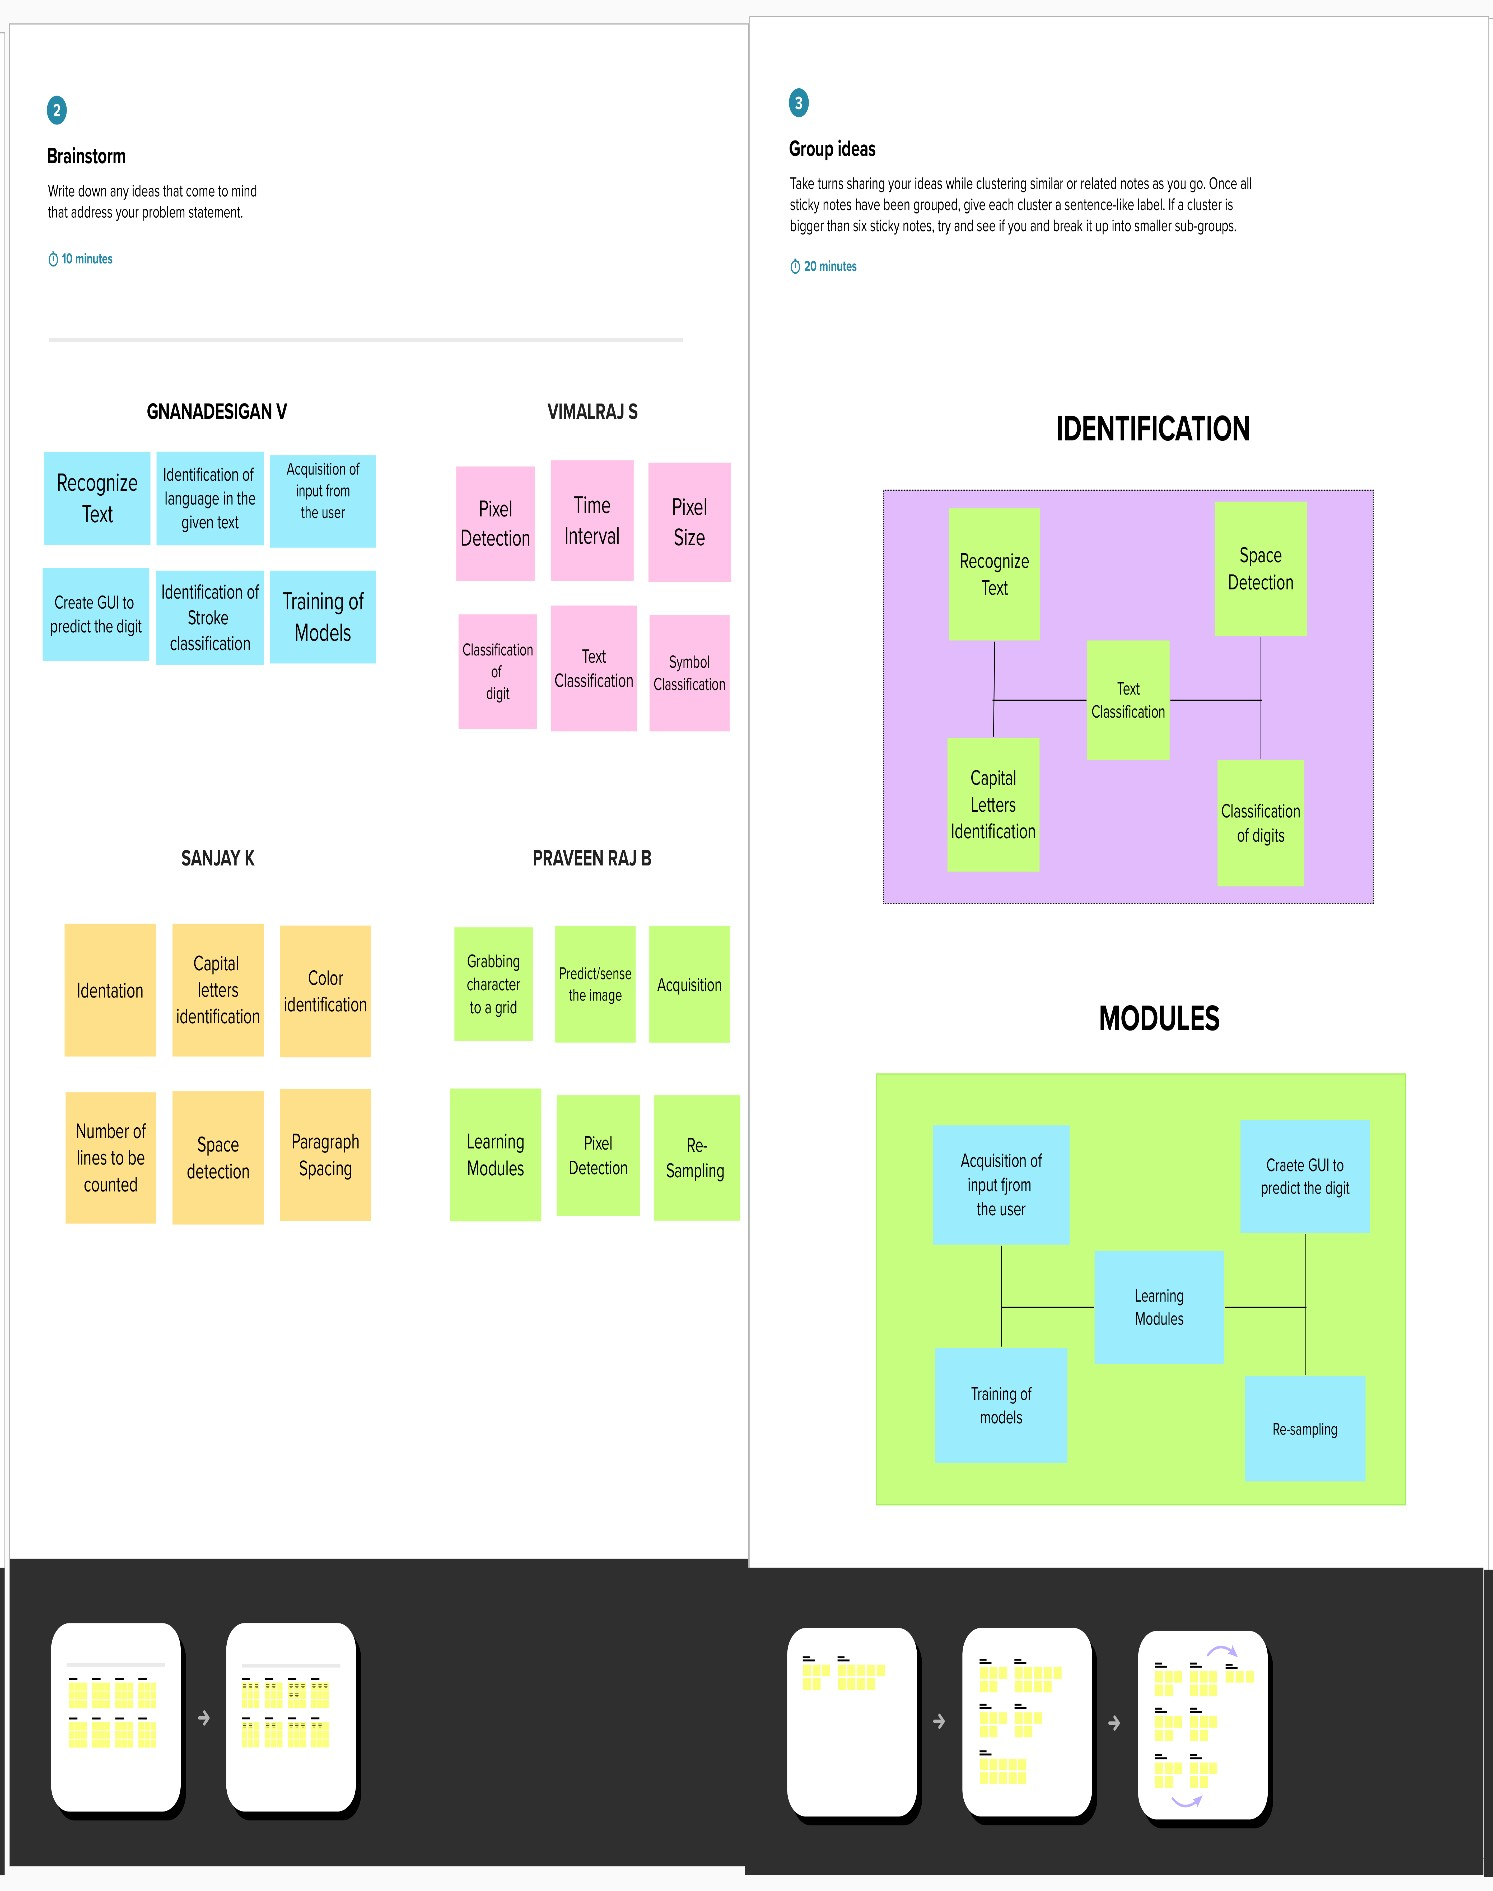 2
Brainstorm
Write down any ideas that come to mind
that address your problem statement.
10 minutes
GNANADESIGAN V
Recognize
Text
Identification of
language in the
given text
Acquisition of
input from
the user
Create GUI to
predict the digit
Identification of
Stroke
classification
Training of
Models
VIMALRAJ S
Pixel
Detection
Time
Interval
Pixel
Size
Classification
of
digit
Text
Classification
Symbol
Classification
SANJAY K
Identation
Capital
letters
identification
Color
identification
Number of
lines to be
counted
Space
detection
Paragraph
Spacing
PRAVEEN RAJ B
Grabbing
character
to a grid
Predict/sense
the image
Acquisition
Learning
Modules
Pixel
Detection
Re-
Sampling
3
Group ideas
Take turns sharing your ideas while clustering similar or related notes as you go. Once all
sticky notes have been grouped, give each cluster a sentence-like label. If a cluster is
bigger than six sticky notes, try and see if you and break it up into smaller sub-groups.
20 minutes
IDENTIFICATION
Recognize
Text
Space
Detection
Text
Classification
Capital
Letters
Identification
Classification
of digits
MODULES
Acquisition of
input fjrom
the user
Craete GUI to
predict the digit
Learning
Modules
Training of
models
Re-sampling